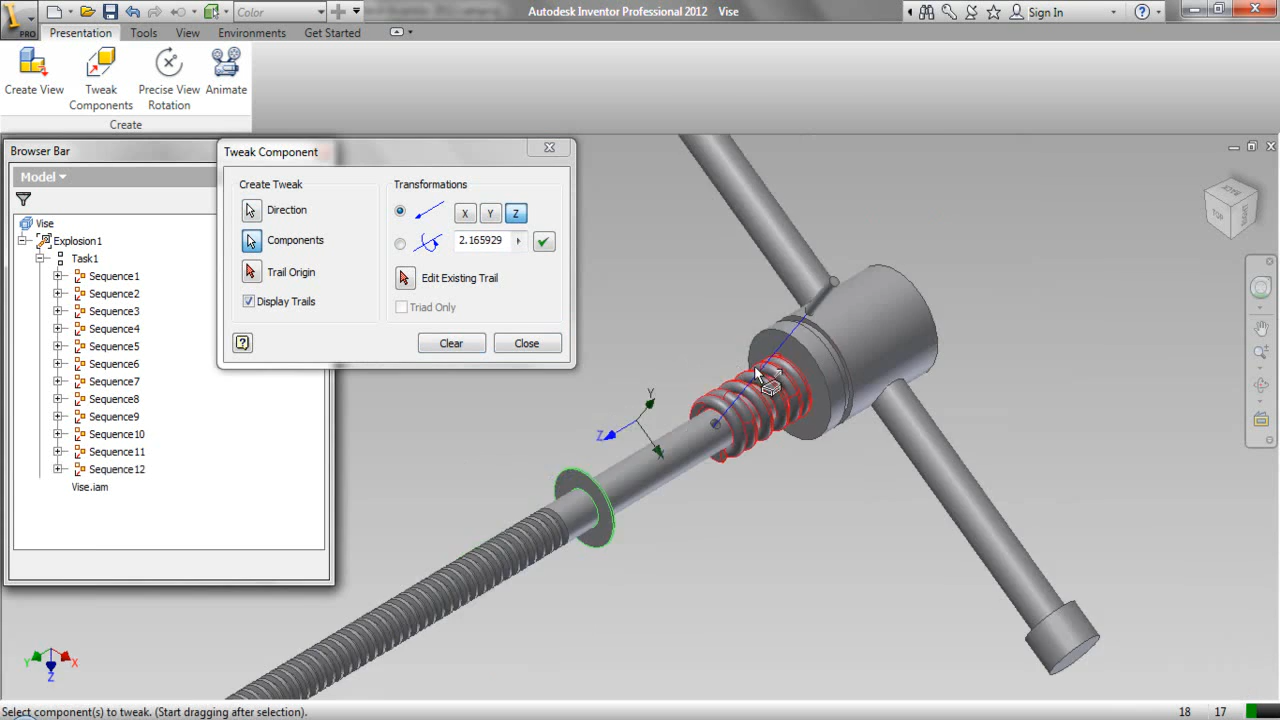 Color
Autodesk Inventor Professional 2012 Vise
Sign In
PRO
Presentation Tools View Environments Get Started
Create View
Tweak Components
Precise View Rotation
Animate
Create
Browser Bar
Model
Vise
Explosion1
Task1
Sequence1
Sequence2
Sequence3
Sequence4
Sequence5
Sequence6
Sequence7
Sequence8
Sequence9
Sequence10
Sequence11
Sequence12
Vise.iam
Tweak Component
Create Tweak
Direction
Components
Trail Origin
Display Trails
Transformations
X Y Z
2.165929
Edit Existing Trail
Triad Only
Clear
Close
BACK
TOP
Y
Z
Y X
Z
Select component(s) to tweak. (Start dragging after selection).
18 17